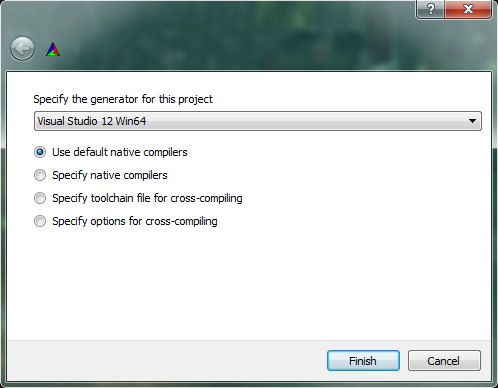 Specify the generator for this project
Visual Studio 12 Win64
Use default native compilers
Specify native compilers
Specify toolchain file for cross-compiling
Specify options for cross-compiling
Finish Cancel